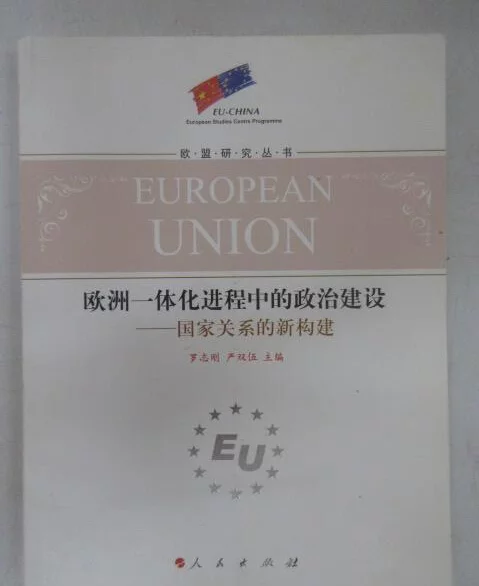 EU-CHINA
European Studies Centre Programme
欧·盟·研·究·丛·书
EUROPEAN
UNION
欧洲一体化进程中的政治建设
——国家关系的新构建
罗志刚 严双伍 主编
EU
人民出版社